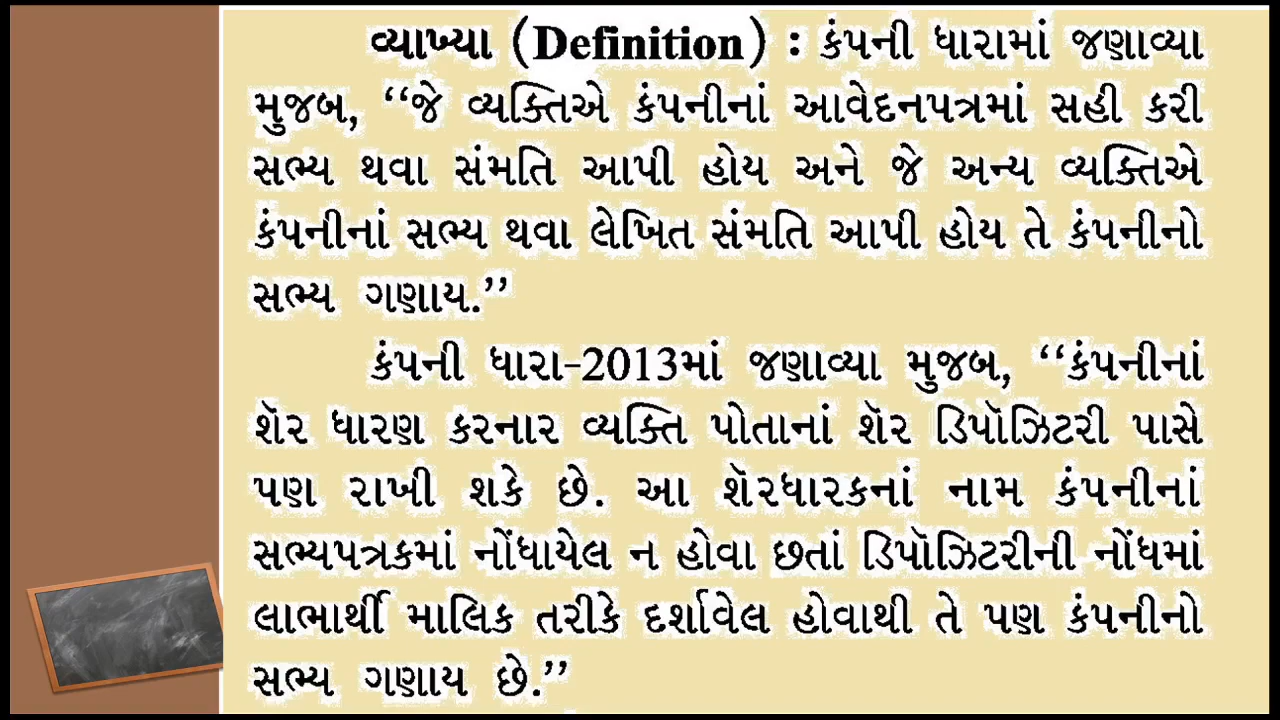 વ્યાખ્યા (Definition) : કંપની ધારામાં જણાવ્યા
મુજબ, ‘‘જે વ્યક્તિએ કંપનીનાં આવેદનપત્રમાં સહી કરી
સભ્ય થવા સંમતિ આપી હોય અને જે અન્ય વ્યક્તિએ
કંપનીનાં સભ્ય થવા લેખિત સંમતિ આપી હોય તે કંપનીનો
સભ્ય ગણાય.’’
કંપની ધારા-2013માં જણાવ્યા મુજબ, ‘‘કંપનીનાં
શૅર ધારણ કરનાર વ્યક્તિ પોતાનાં શૅર ડિપૉઝિટરી પાસે
પણ રાખી શકે છે. આ શૅરધારકનાં નામ કંપનીનાં
સભ્યપત્રકમાં નોંધાયેલ ન હોવા છતાં ડિપૉઝિટરીની નોંધમાં
લાભાર્થી માલિક તરીકે દર્શાવેલ હોવાથી તે પણ કંપનીનો
સભ્ય ગણાય છે.’’